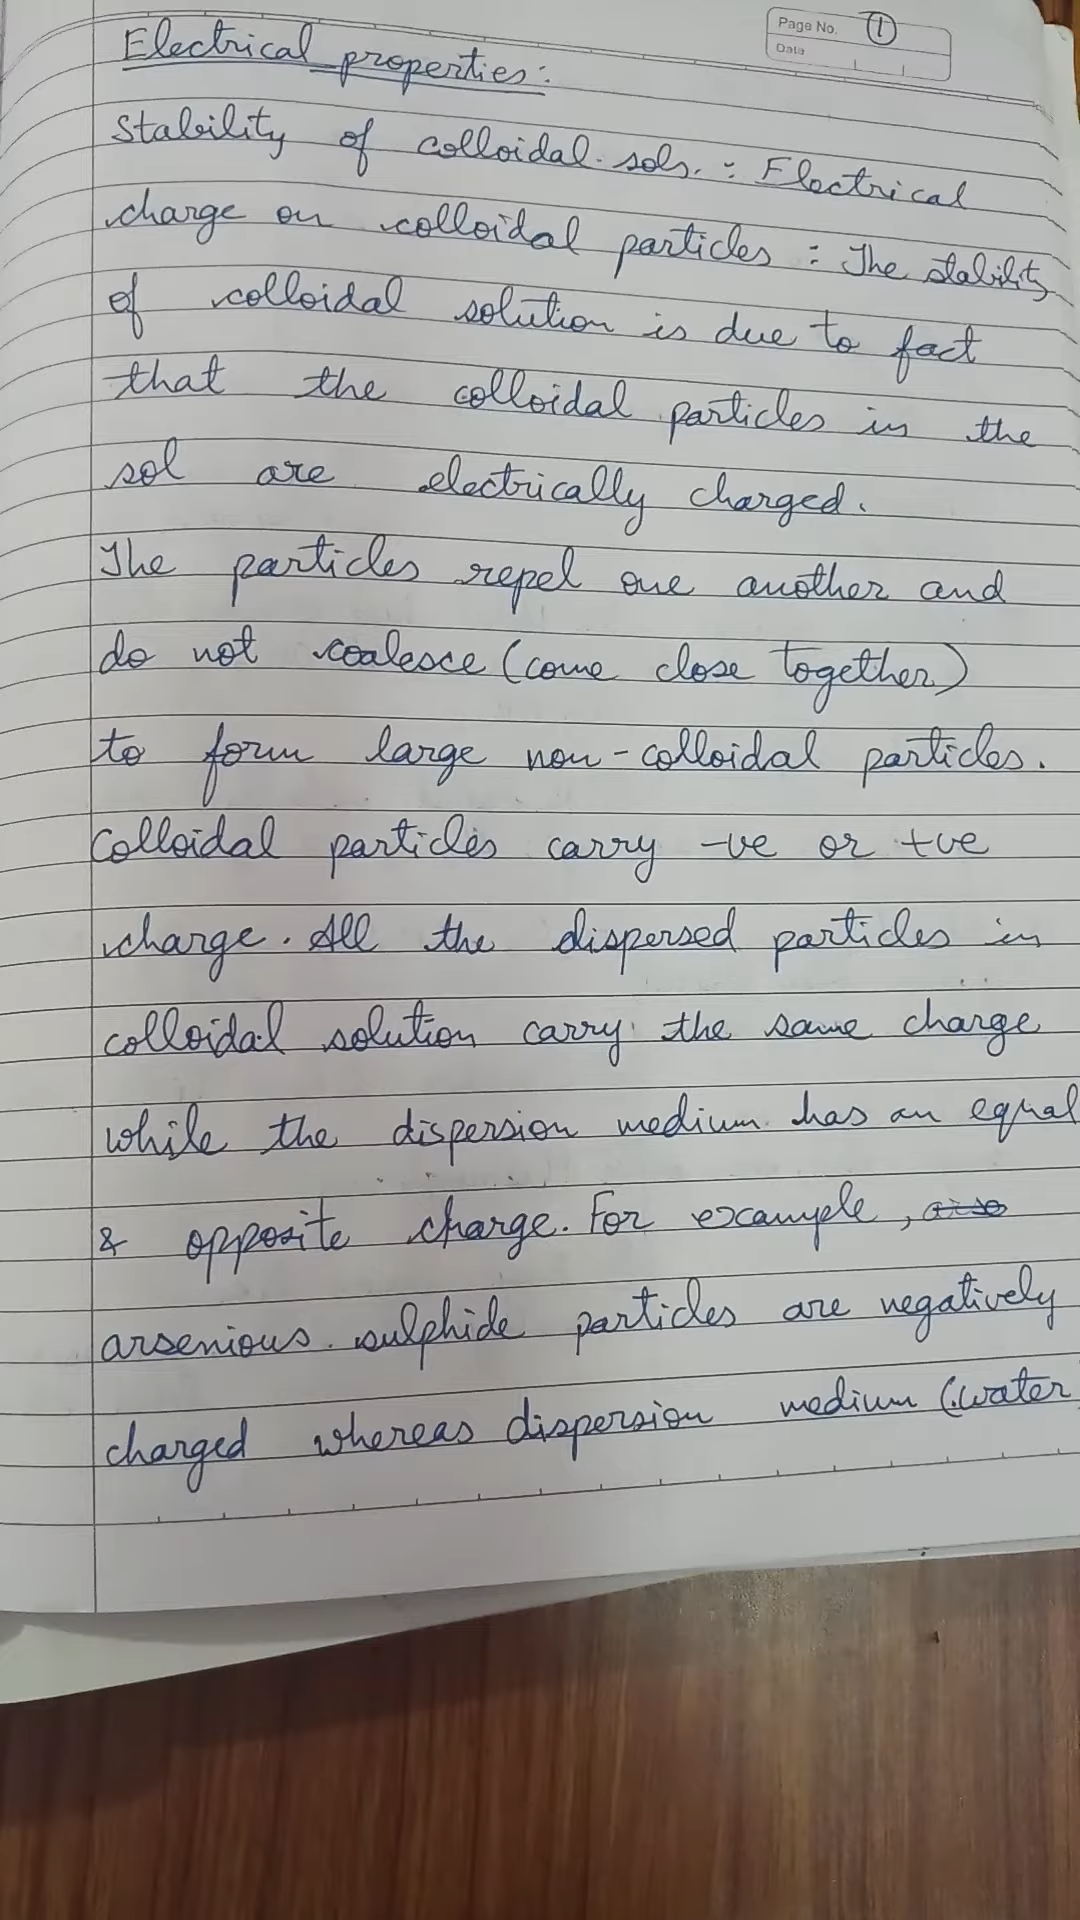 Page No. 1
Date
Electrical properties:
Stability of colloidal sols. : Electrical
charge on colloidal particles : The stability
of colloidal solution is due to fact
that the colloidal particles in the
sol are electrically charged.
The particles repel one another and
do not coalesce (come close together)
to form large non-colloidal particles.
Colloidal particles carry -ve or +ve
charge. All the dispersed particles in
colloidal solution carry the same charge
while the dispersion medium has an equal
& opposite charge. For example,
arsenious sulphide particles are negatively
charged whereas dispersion medium (water